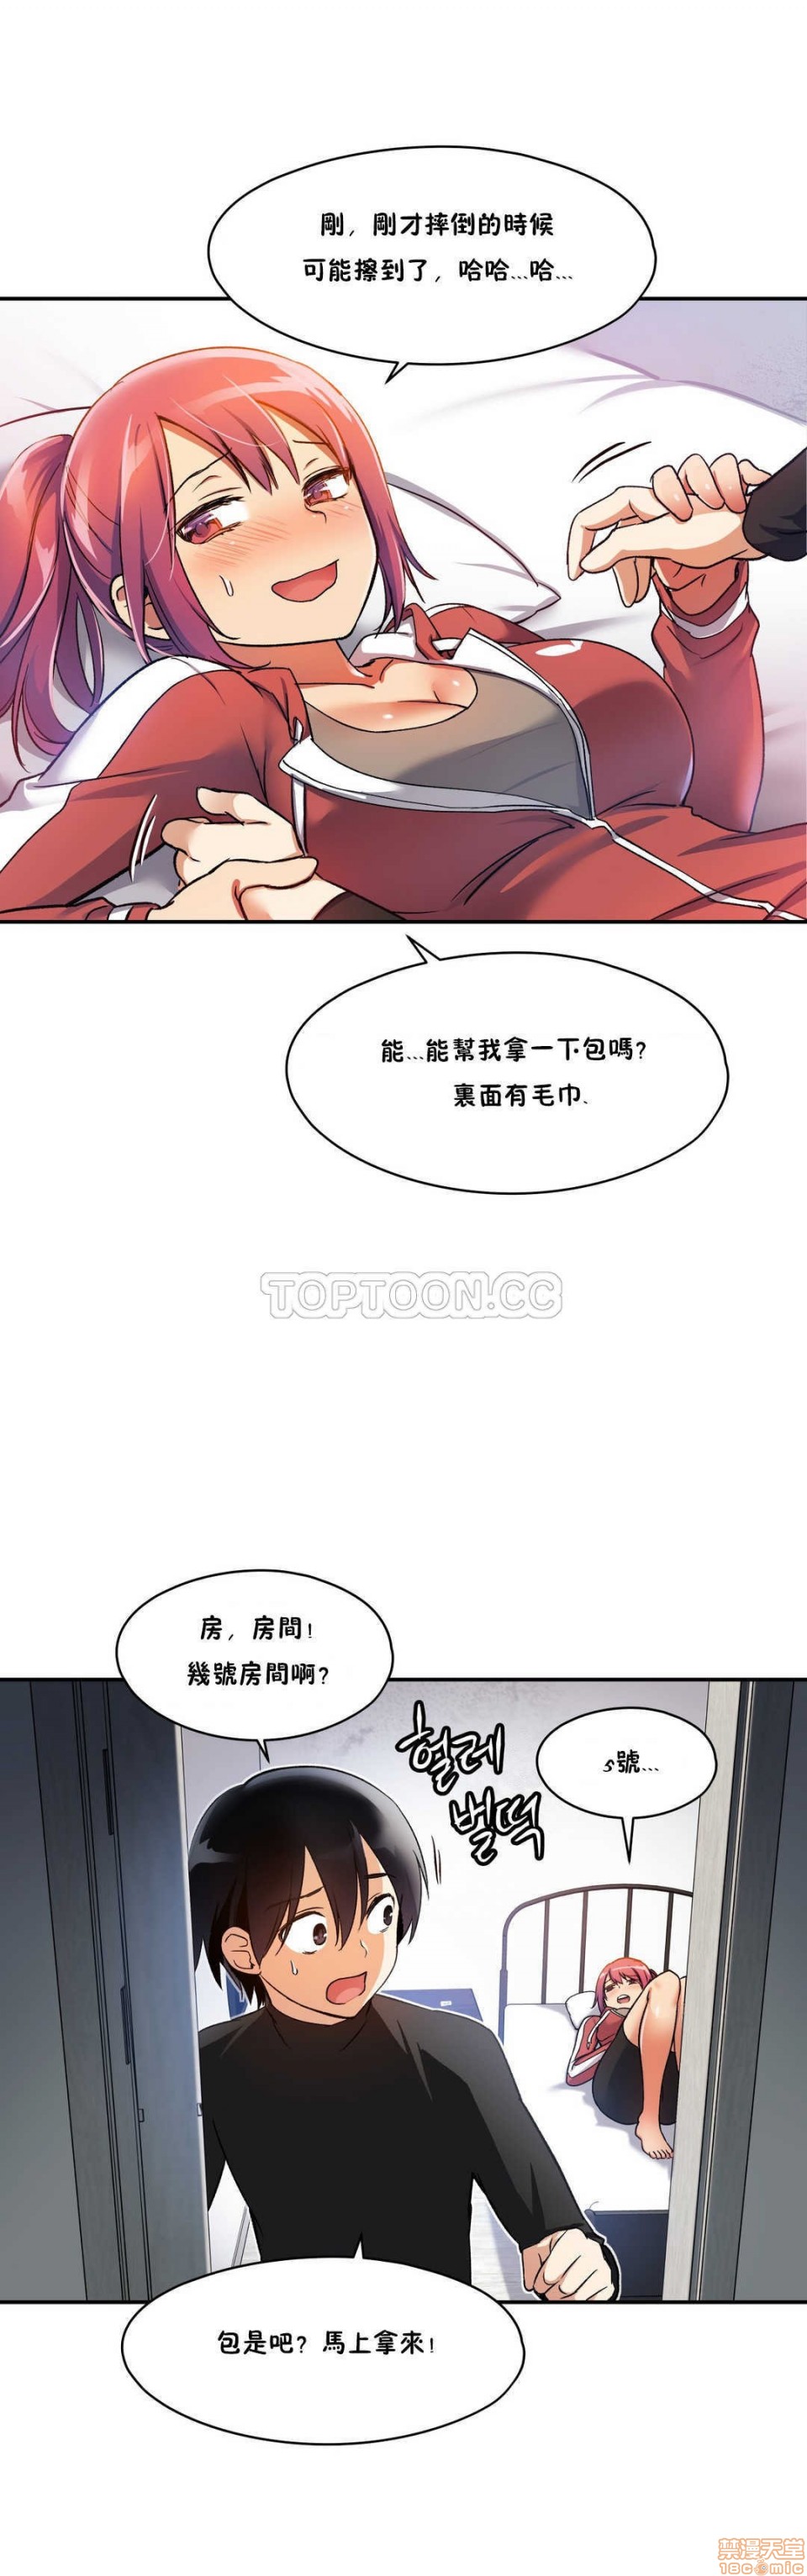 剛, 剛才摔倒的時候
可能擦到了, 哈哈...哈...
能...能幫我拿一下包嗎?
裏面有毛巾.
TOPTOON.CC
房, 房間!
幾號房間啊?
헐레
벌떡
5號...
包是吧? 馬上拿來!
禁漫天堂
18comic